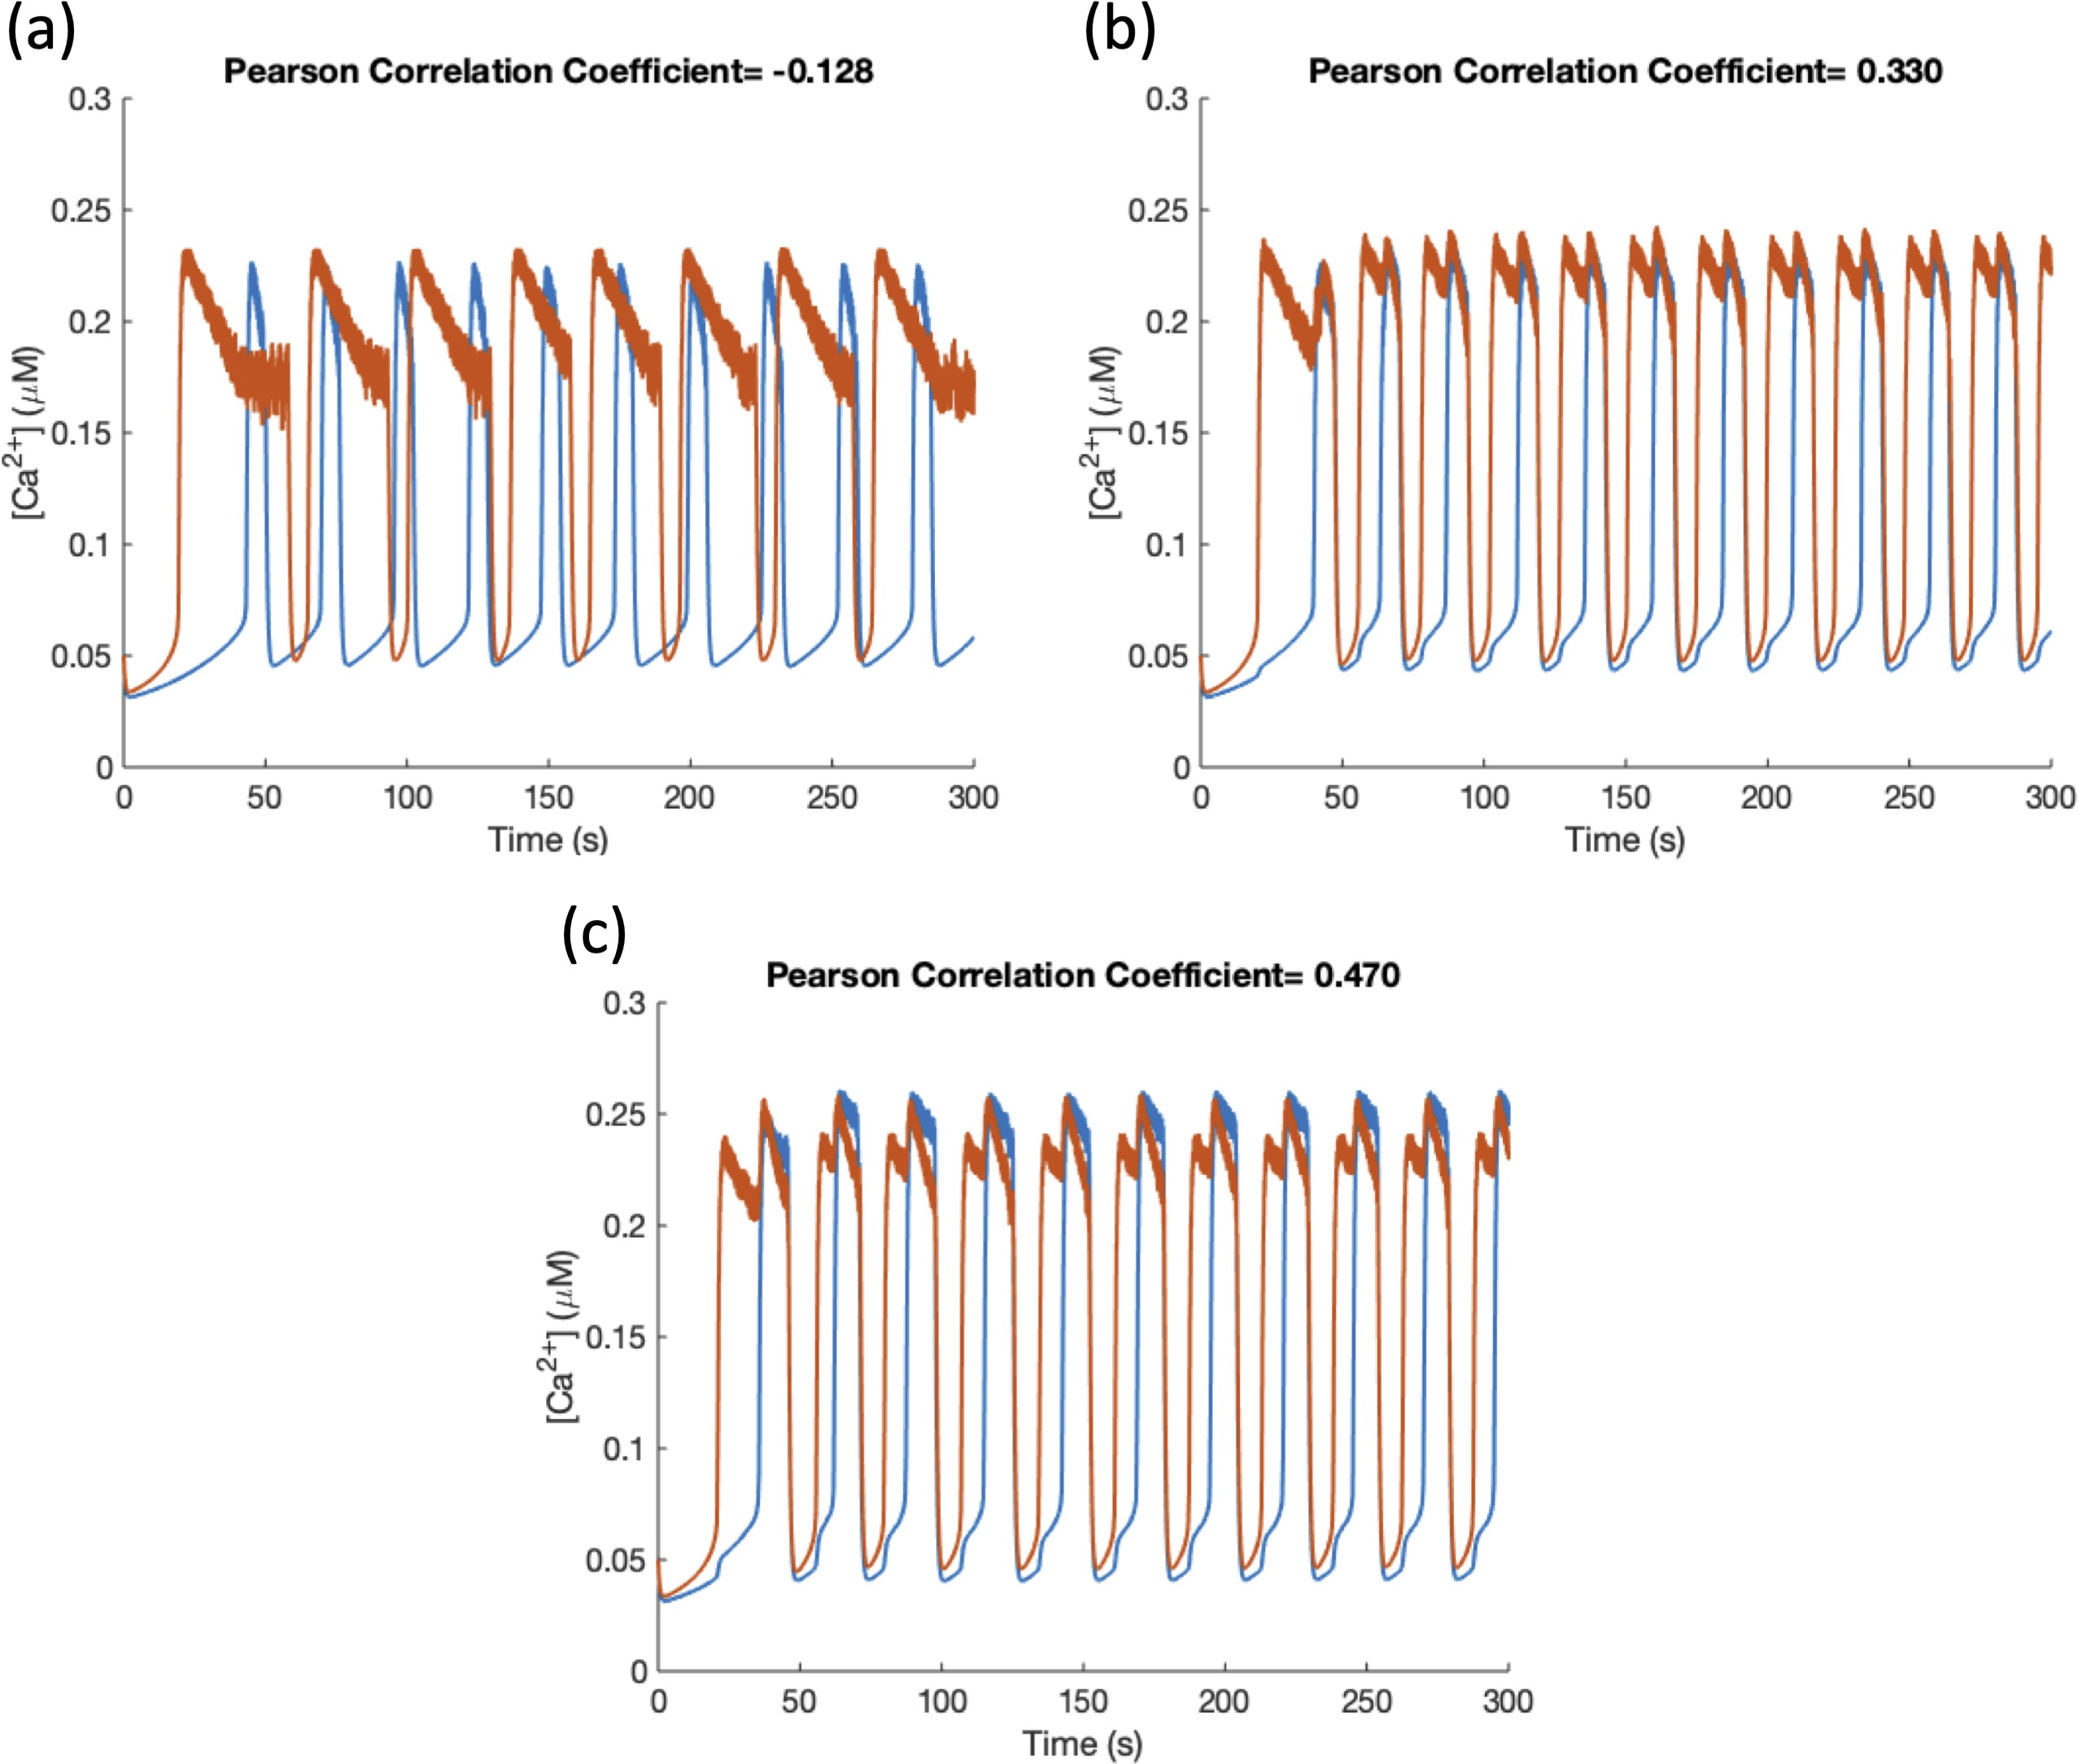 (a)
Pearson Correlation Coefficient= -0.128
0.3
0.25
0.2
0.15
0.1
0.05
0
[Ca2+] (μM)
0 50 100 150 200 250 300
Time (s)
(b)
Pearson Correlation Coefficient= 0.330
0.3
0.25
0.2
0.15
0.1
0.05
0
[Ca2+] (μM)
0 50 100 150 200 250 300
Time (s)
(c)
Pearson Correlation Coefficient= 0.470
0.3
0.25
0.2
0.15
0.1
0.05
0
[Ca2+] (μM)
0 50 100 150 200 250 300
Time (s)